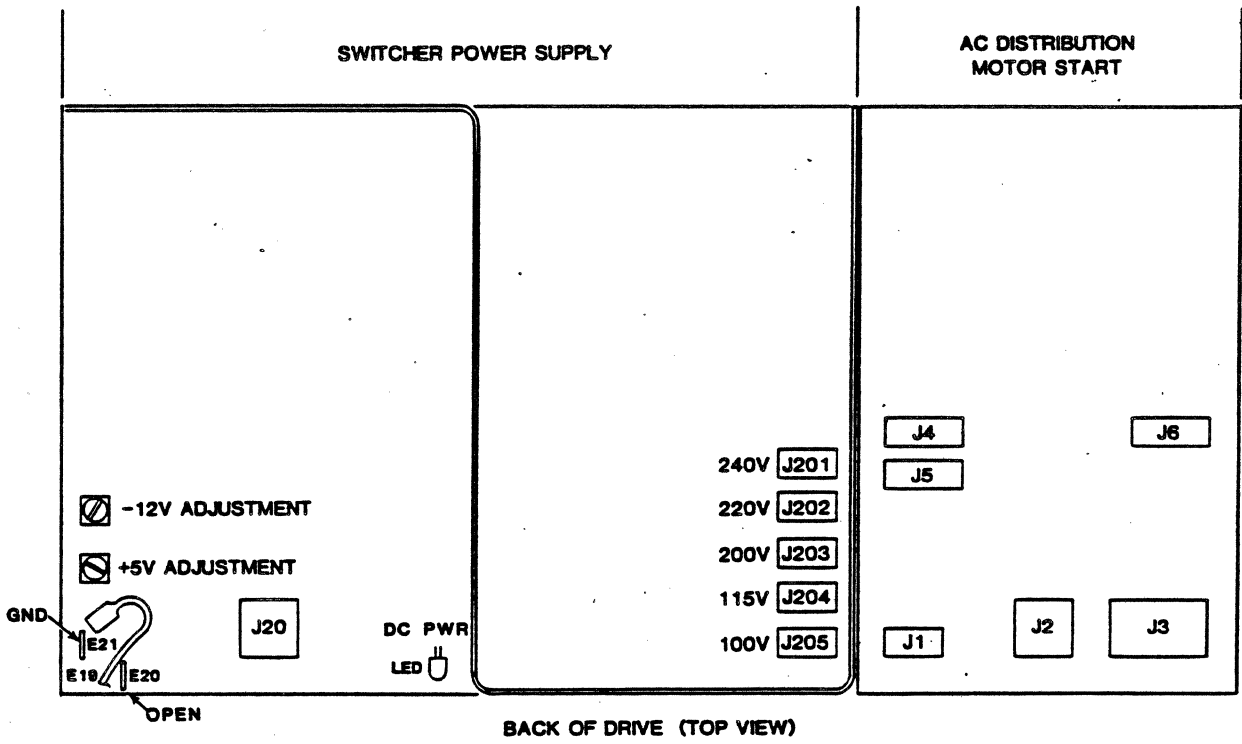 SWITCHER POWER SUPPLY
AC DISTRIBUTION
MOTOR START
J4
J6
240V J201
J5
-12V ADJUSTMENT
220V J202
+5V ADJUSTMENT
200V J203
115V J204
GND
J20
DC PWR
J2
J3
E21
100V J205
J1
E19
E20
LED
OPEN
BACK OF DRIVE (TOP VIEW)